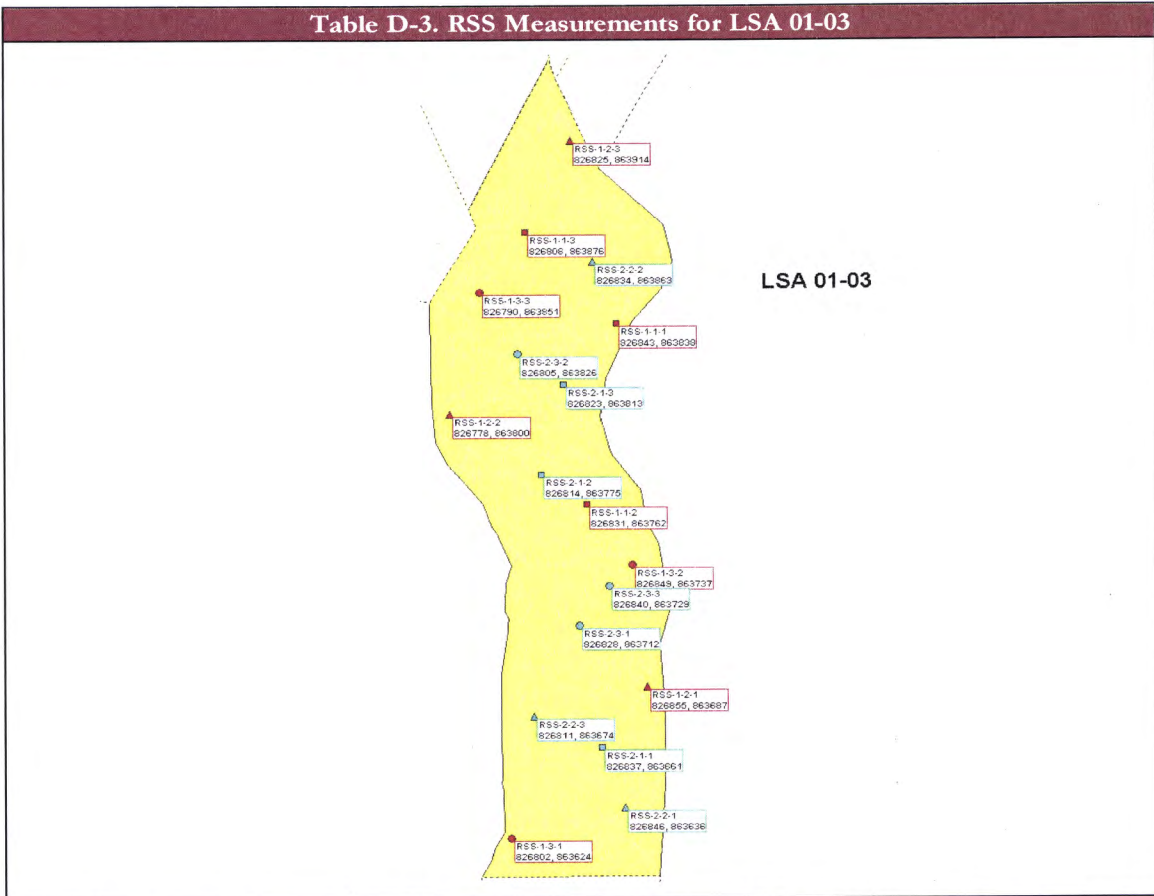 Table D-3. RSS Measurements for LSA 01-03
RSS-1-2-3
826825, 863914
RSS-1-1-3
826806, 863876
RSS-2-2-2
826834, 863863
LSA 01-03
RSS-1-3-3
826790, 863851
RSS-1-1-1
826843, 863838
RSS-2-3-2
826805, 863826
RSS-2-1-3
826823, 863813
RSS-1-2-2
826778, 863800
RSS-2-1-2
826814, 863775
RSS-1-1-2
826831, 863762
RSS-1-3-2
826849, 863737
RSS-2-3-3
826840, 863729
RSS-2-3-1
826828, 863712
RSS-1-2-1
826855, 863687
RSS-2-2-3
826811, 863674
RSS-2-1-1
826837, 863661
RSS-2-2-1
826846, 863636
RSS-1-3-1
826802, 863624